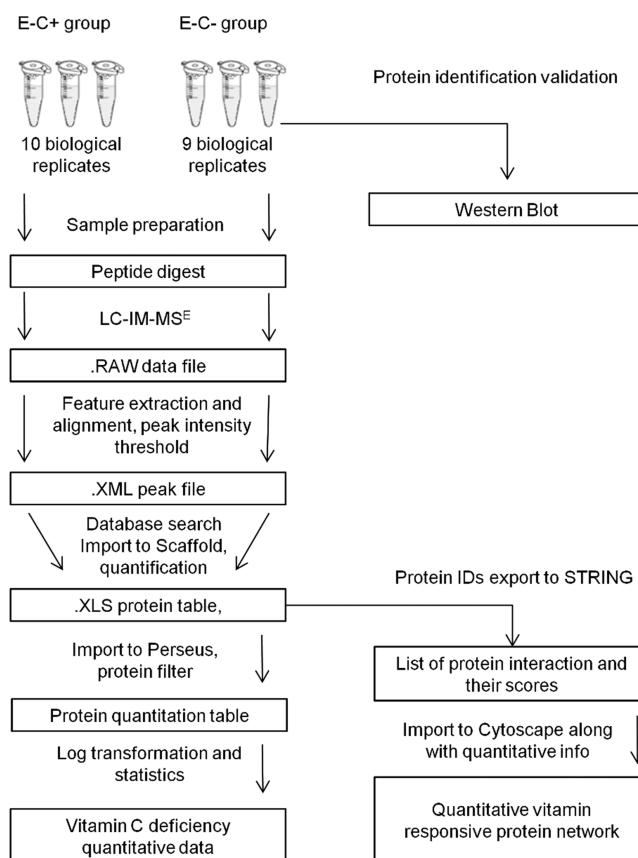 E-C+ group
E-C- group
Protein identification validation
10 biological
replicates
9 biological
replicates
Western Blot
Sample preparation
Peptide digest
LC-IM-MSᴱ
.RAW data file
Feature extraction and
alignment, peak intensity
threshold
.XML peak file
Database search
Import to Scaffold,
quantification
Protein IDs export to STRING
.XLS protein table,
Import to Perseus,
protein filter
List of protein interaction and
their scores
Protein quantitation table
Import to Cytoscape along
with quantitative info
Log transformation and
statistics
Vitamin C deficiency
quantitative data
Quantitative vitamin
responsive protein network